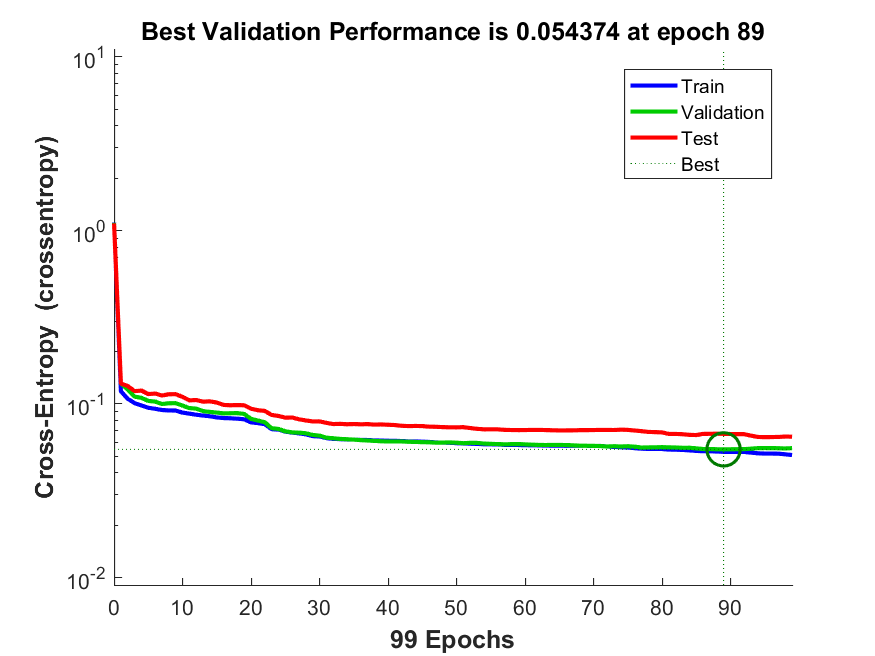 Best Validation Performance is 0.054374 at epoch 89
Train
Validation
Test
Best
10^1
10^0
10^-1
10^-2
Cross-Entropy (crossentropy)
0 10 20 30 40 50 60 70 80 90
99 Epochs